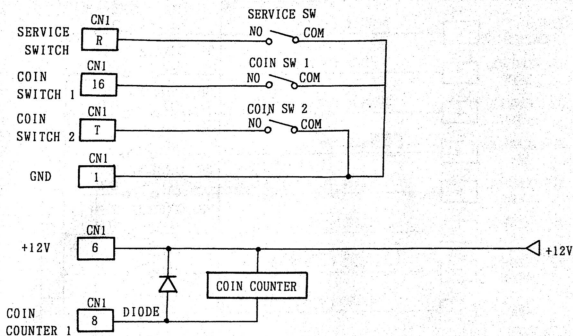 SERVICE SW
CN1
SERVICE SWITCH
R
NO
COM
CN1
COIN SW 1
COIN SWITCH 1
16
NO
COM
CN1
COIN SW 2
COIN SWITCH 2
T
NO
COM
CN1
GND
1
CN1
+12V
6
+12V
COIN COUNTER
CN1
DIODE
COIN COUNTER 1
8